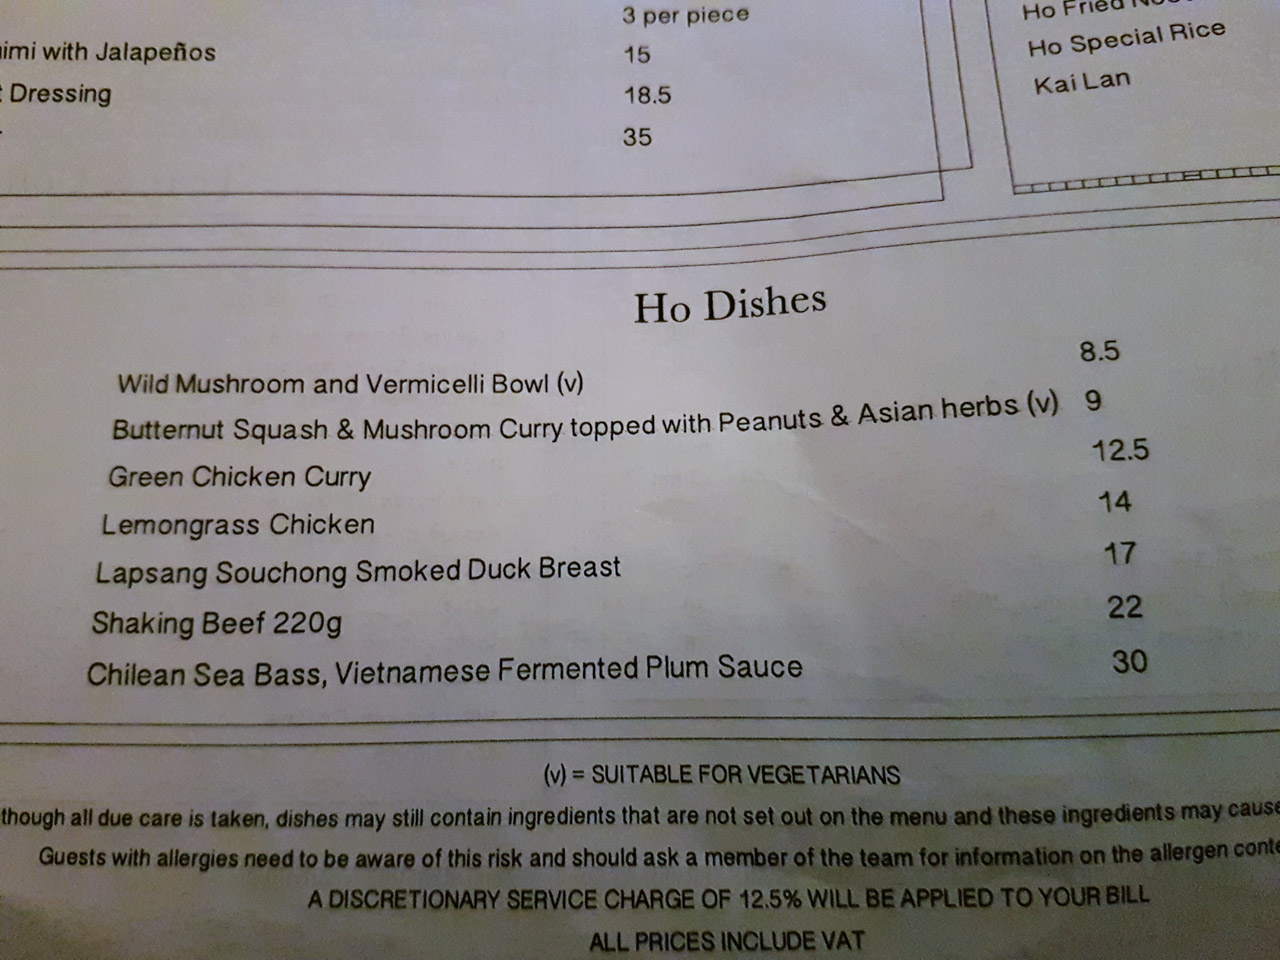 3 per piece
with Jalapeños 15
Dressing 18.5
35
Ho Fried
Ho Special Rice
Kai Lan
Ho Dishes
Wild Mushroom and Vermicelli Bowl (v) 8.5
Butternut Squash & Mushroom Curry topped with Peanuts & Asian herbs (v) 9
Green Chicken Curry 12.5
Lemongrass Chicken 14
Lapsang Souchong Smoked Duck Breast 17
Shaking Beef 220g 22
Chilean Sea Bass, Vietnamese Fermented Plum Sauce 30
(v) = SUITABLE FOR VEGETARIANS
though all due care is taken, dishes may still contain ingredients that are not set out on the menu and these ingredients may cause
Guests with allergies need to be aware of this risk and should ask a member of the team for information on the allergen
A DISCRETIONARY SERVICE CHARGE OF 12.5% WILL BE APPLIED TO YOUR BILL
ALL PRICES INCLUDE VAT